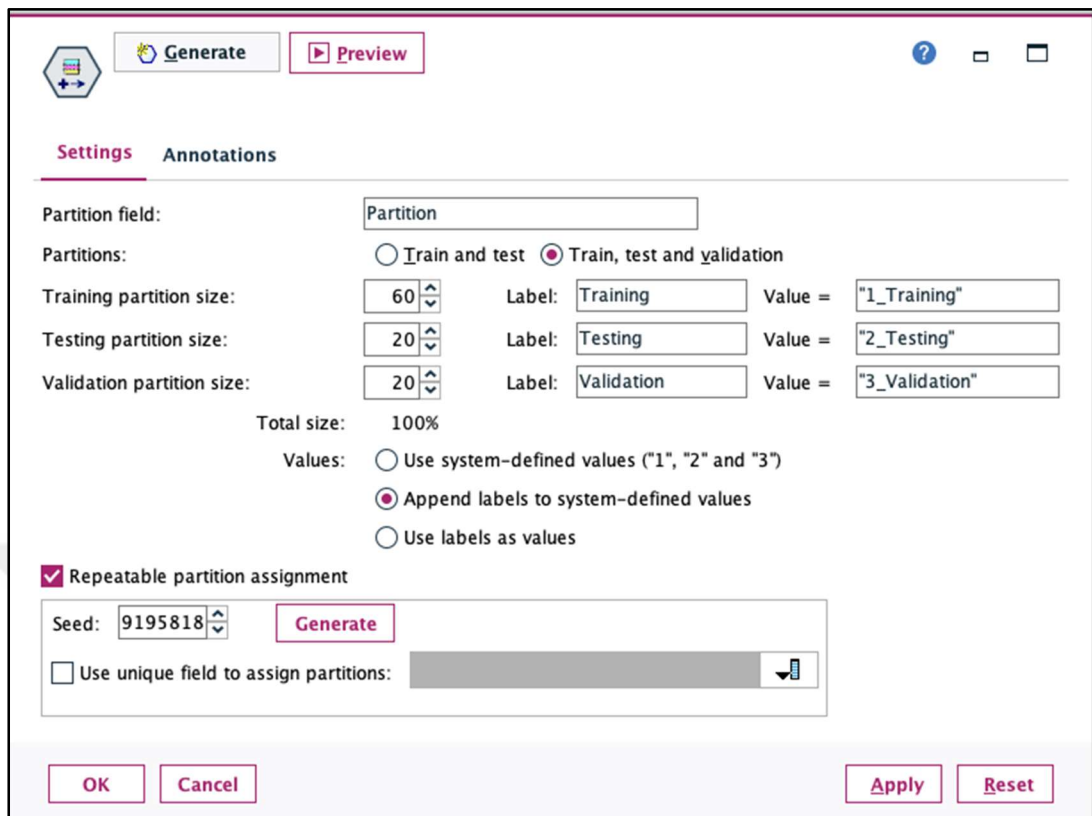 Generate Preview ?
Settings Annotations
Partition field: Partition
Partitions: Train and test Train, test and validation
Training partition size: 60 Label: Training Value = "1_Training"
Testing partition size: 20 Label: Testing Value = "2_Testing"
Validation partition size: 20 Label: Validation Value = "3_Validation"
Total size: 100%
Values: Use system-defined values ("1", "2" and "3")
Append labels to system-defined values
Use labels as values
Repeatable partition assignment
Seed: 9195818 Generate
Use unique field to assign partitions:
OK Cancel Apply Reset